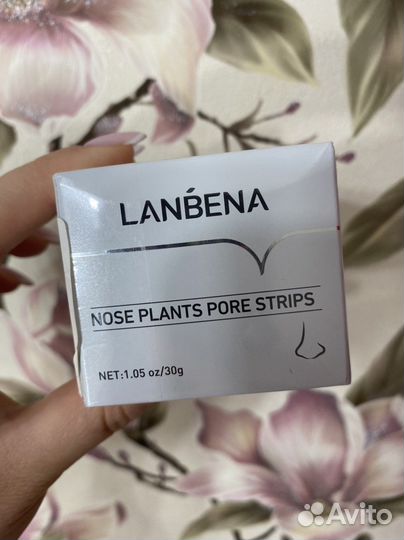 LANBENA
NOSE PLANTS PORE STRIPS
NET:1.05 oz/30g
Avito